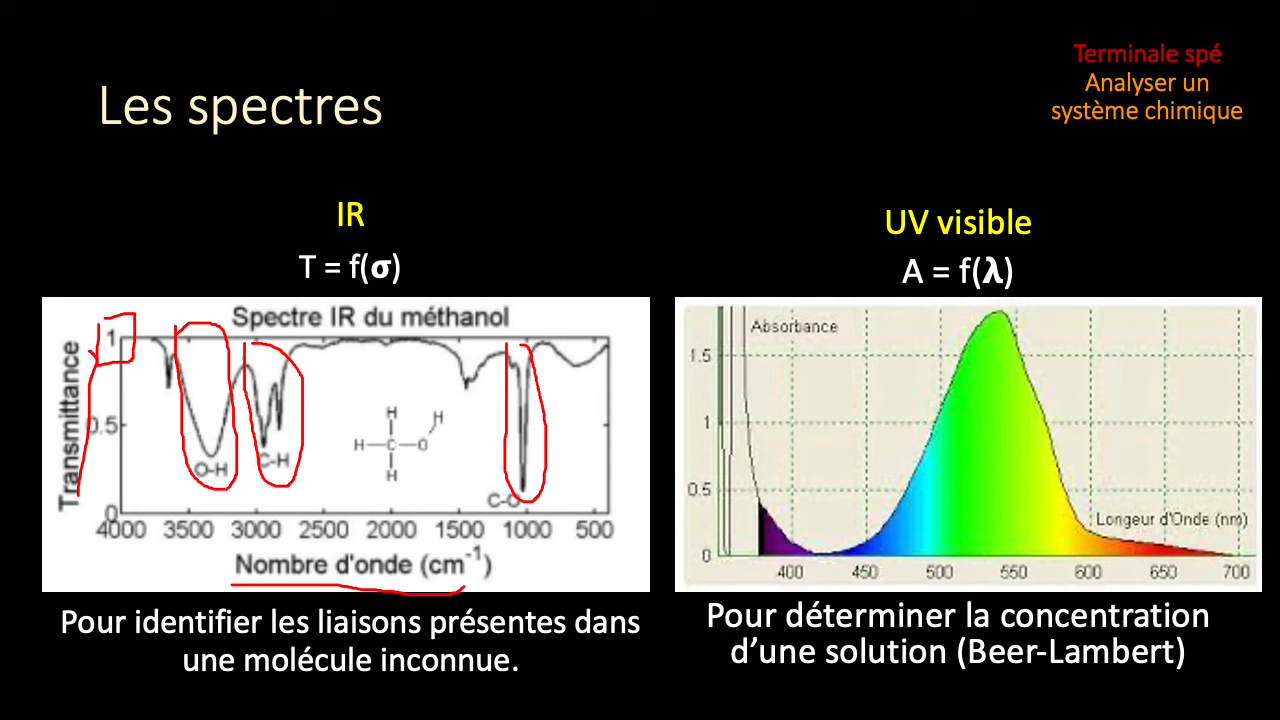 Terminale spé
Analyser un
système chimique
Les spectres
IR
T = f(σ)
Spectre IR du méthanol
Transmittance
1
0.5
0
O-H
C-H
C-O
H
H
H
C
O
H
4000 3500 3000 2500 2000 1500 1000 500
Nombre d'onde (cm⁻¹)
Pour identifier les liaisons présentes dans
une molécule inconnue.
UV visible
A = f(λ)
Absorbance
1.5
1
0.5
0
Longeur d'Onde (nm)
400 450 500 550 600 650 700
Pour déterminer la concentration
d’une solution (Beer-Lambert)